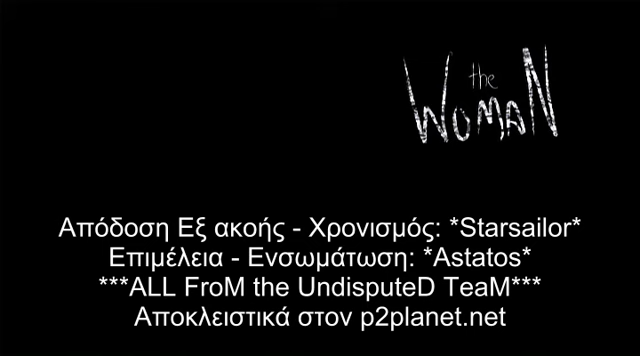 the
WOMAN
Απόδοση Εξ ακοής - Χρονισμός: *Starsailor*
Επιμέλεια - Ενσωμάτωση: *Astatos*
***ALL FroM the UndisputeD TeaM***
Αποκλειστικά στον p2planet.net